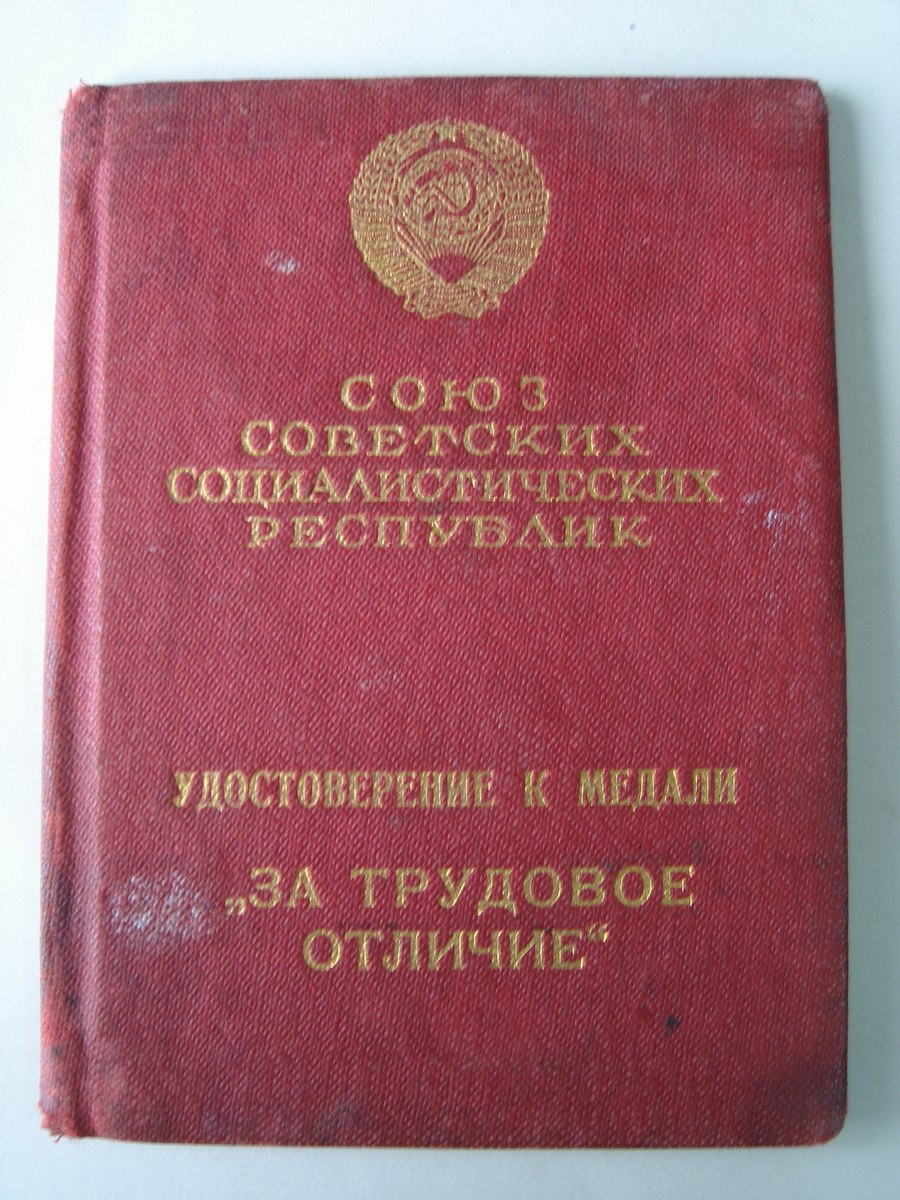 СОЮЗ
СОВЕТСКИХ
СОЦИАЛИСТИЧЕСКИХ
РЕСПУБЛИК
УДОСТОВЕРЕНИЕ К МЕДАЛИ
„ЗА ТРУДОВОЕ
ОТЛИЧИЕ“